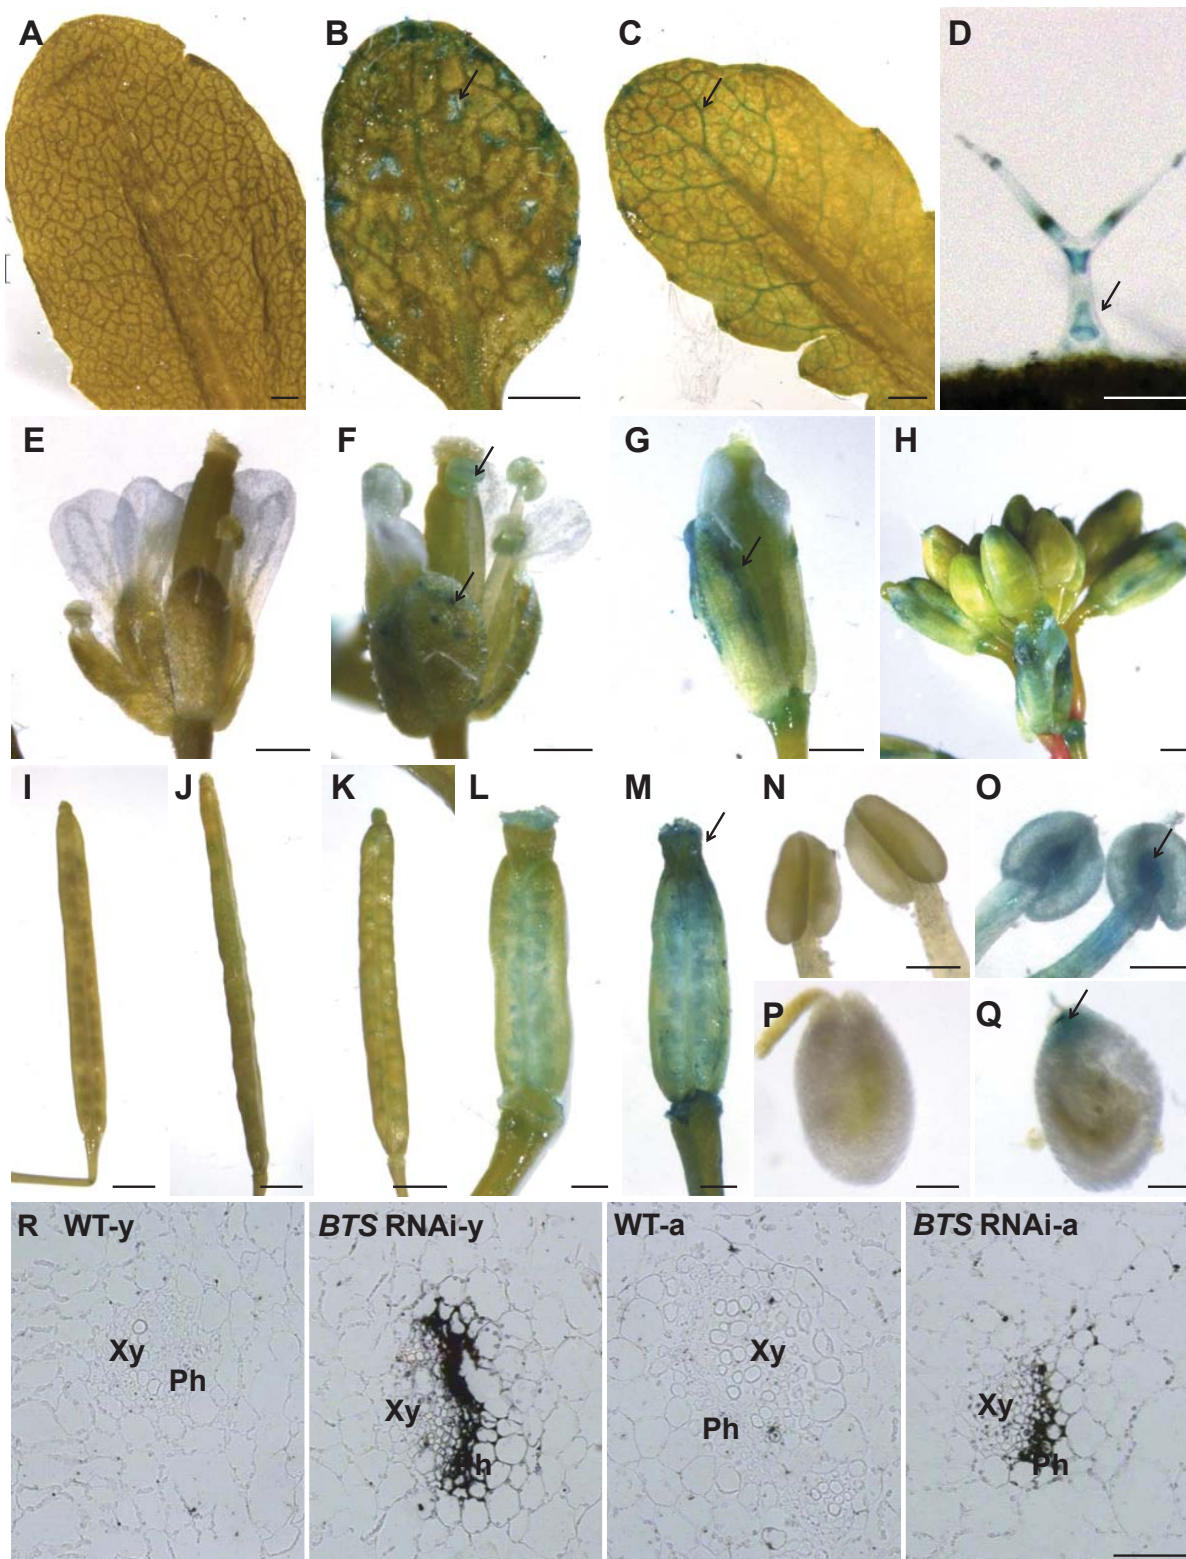 A B C D
E F G H
I J K L M N O
P Q
R WT-y BTS RNAi-y WT-a BTS RNAi-a
Xy Ph Xy Ph Xy Ph Xy Ph